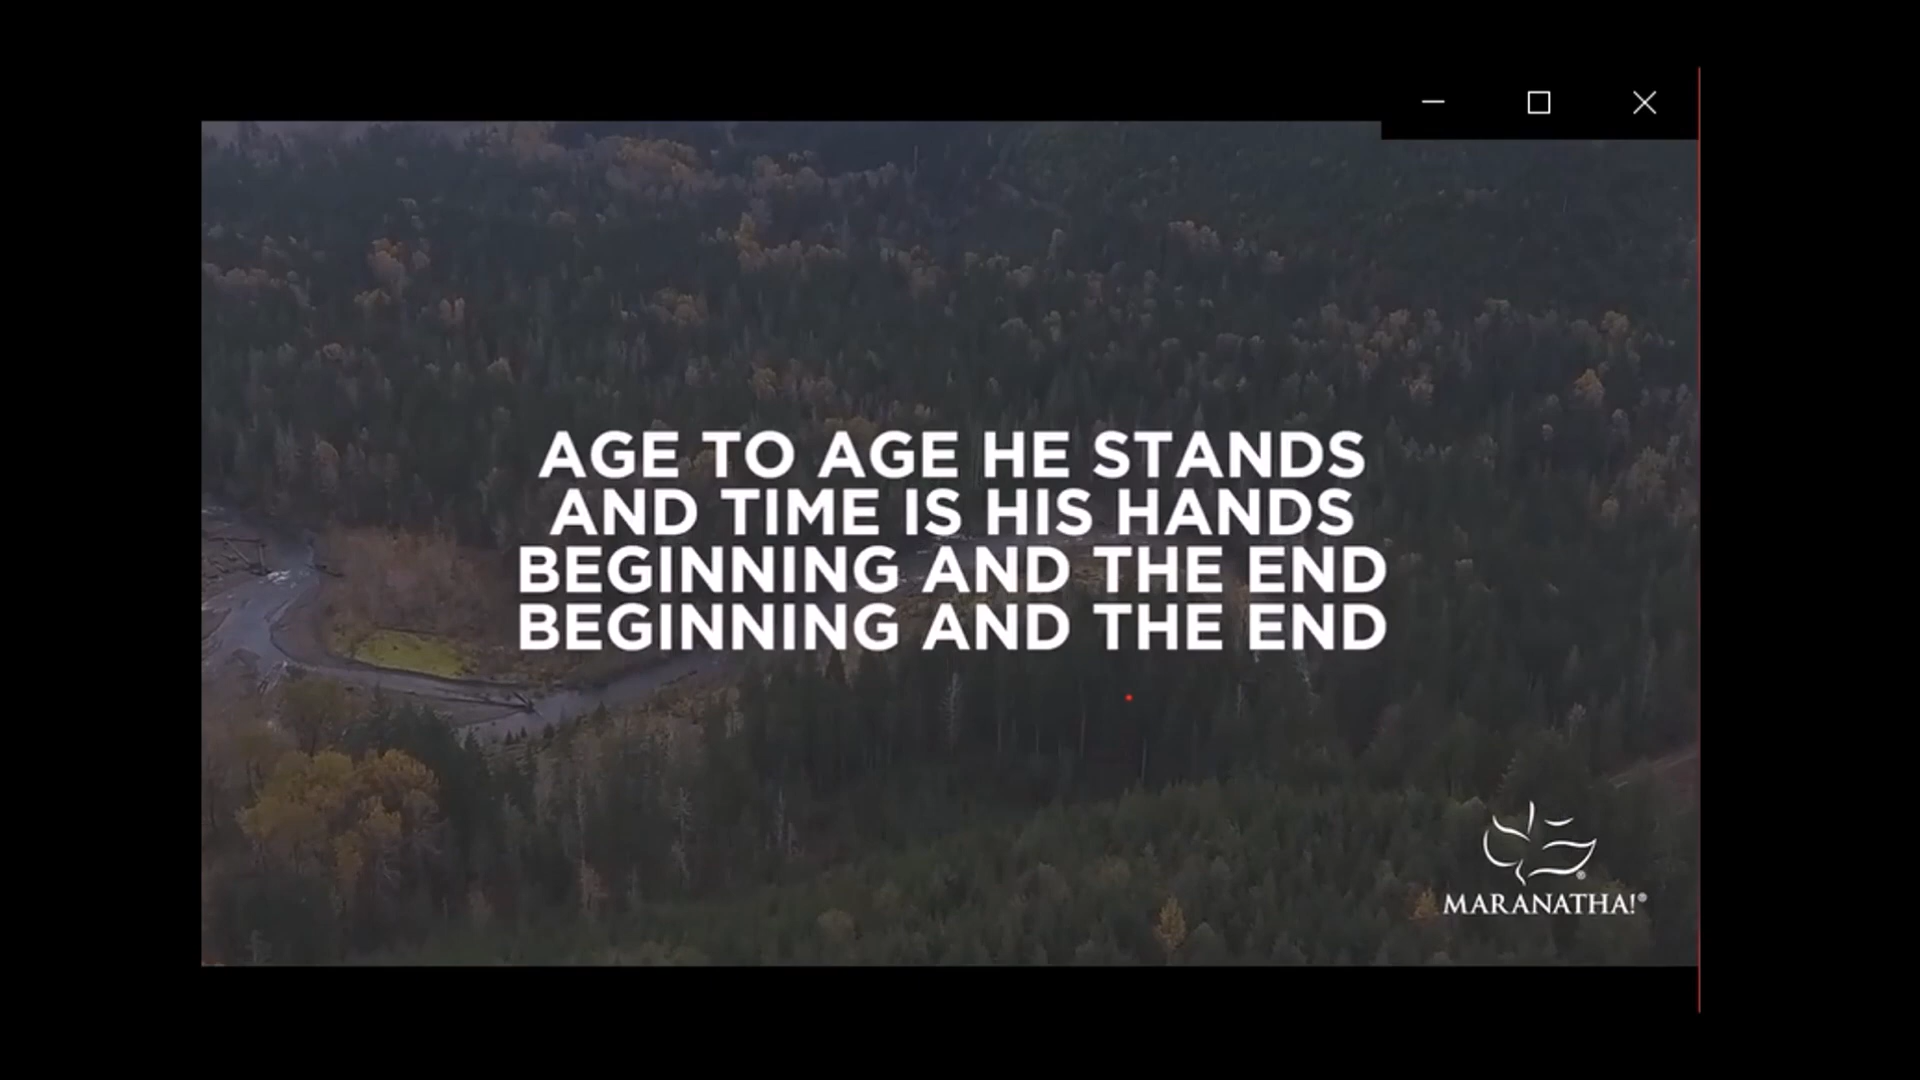 AGE TO AGE HE STANDS
AND TIME IS HIS HANDS
BEGINNING AND THE END
BEGINNING AND THE END
MARANATHA!®